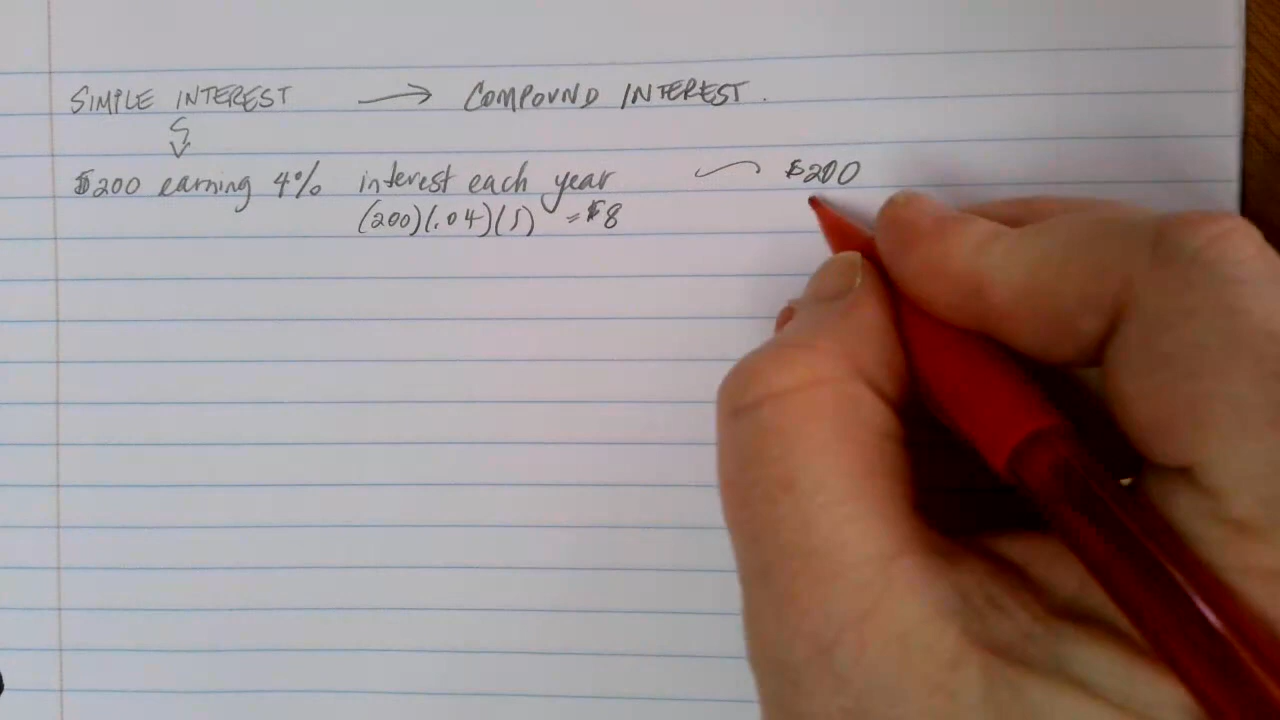 SIMPLE INTEREST → COMPOUND INTEREST.
$200 earning 4% interest each year ~ $200
(200)(.04)(1) = $8